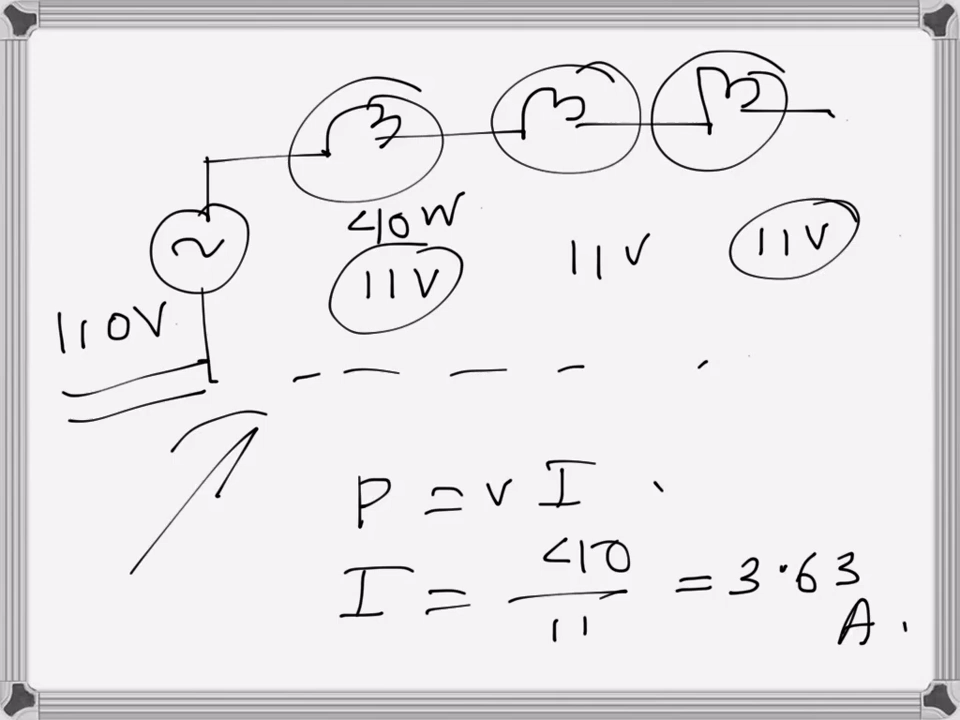 40W
11V 11V 11V
110V
P = V I
I = 40 / 11 = 3.63 A.